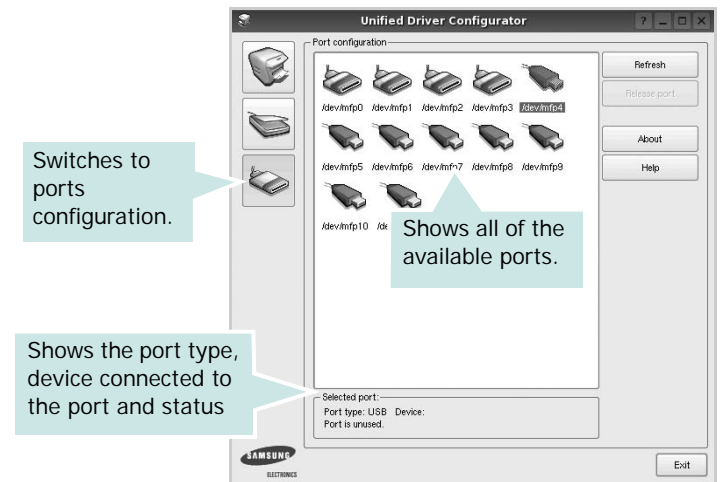 Unified Driver Configurator
Port configuration
/dev/mfp0 /dev/mfp1 /dev/mfp2 /dev/mfp3 /dev/mfp4
/dev/mfp5 /dev/mfp6 /dev/mfp7 /dev/mfp8 /dev/mfp9
/dev/mfp10
Refresh
Release port
About
Help
Switches to
ports
configuration.
Shows all of the
available ports.
Shows the port type,
device connected to
the port and status
Selected port:
Port type: USB Device:
Port is unused.
SAMSUNG
ELECTRONICS
Exit